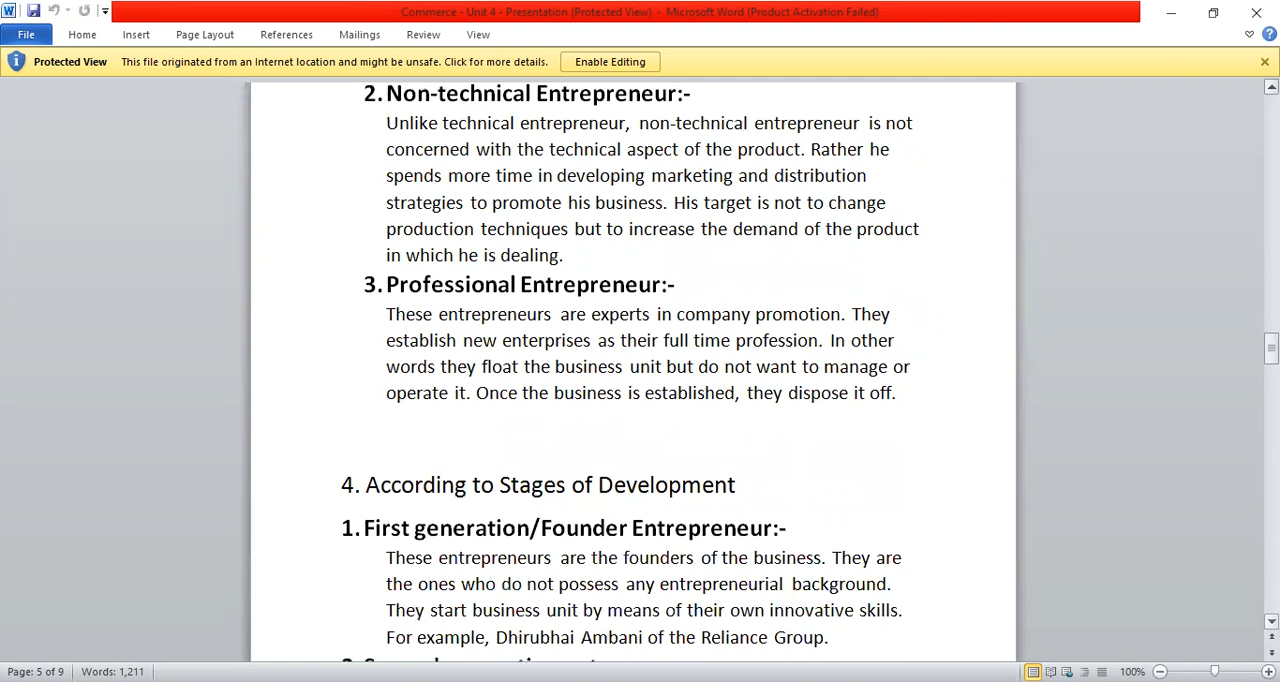 Commerce - Unit 4 - Presentation (Protected View) - Microsoft Word (Product Activation Failed)
File Home Insert Page Layout References Mailings Review View
Protected View This file originated from an Internet location and might be unsafe. Click for more details. Enable Editing
2. Non-technical Entrepreneur:-
Unlike technical entrepreneur, non-technical entrepreneur is not
concerned with the technical aspect of the product. Rather he
spends more time in developing marketing and distribution
strategies to promote his business. His target is not to change
production techniques but to increase the demand of the product
in which he is dealing.
3. Professional Entrepreneur:-
These entrepreneurs are experts in company promotion. They
establish new enterprises as their full time profession. In other
words they float the business unit but do not want to manage or
operate it. Once the business is established, they dispose it off.
4. According to Stages of Development
1. First generation/Founder Entrepreneur:-
These entrepreneurs are the founders of the business. They are
the ones who do not possess any entrepreneurial background.
They start business unit by means of their own innovative skills.
For example, Dhirubhai Ambani of the Reliance Group.
Page: 5 of 9 Words: 1,211 100%